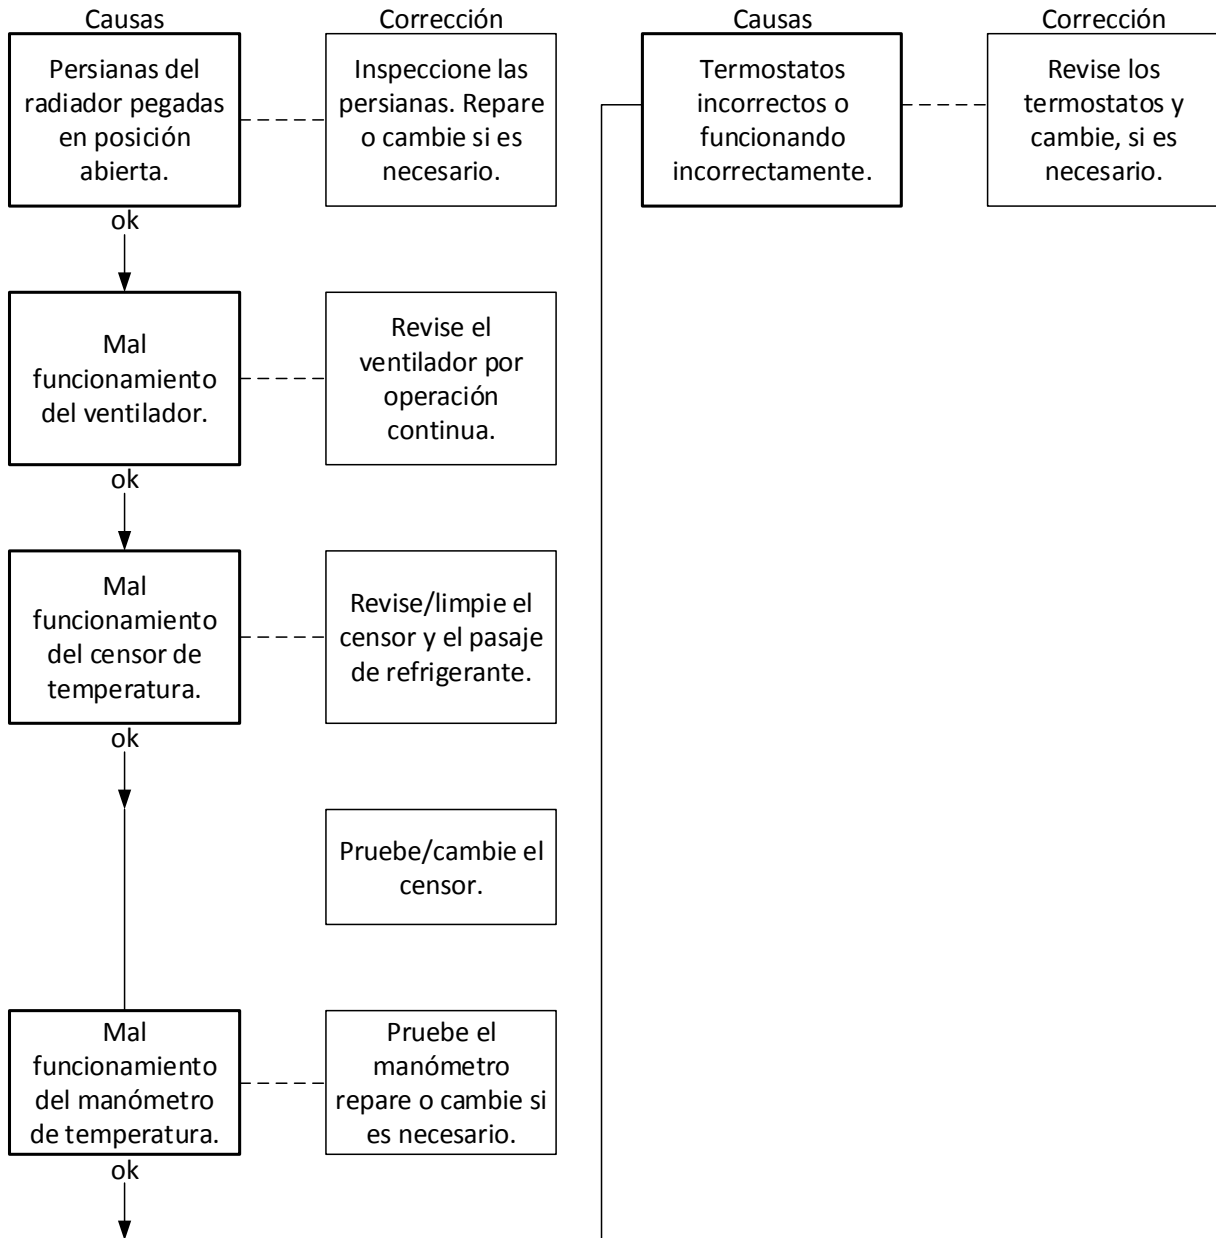 Causas
Corrección
Persianas del
radiador pegadas
en posición
abierta.
Inspeccione las
persianas. Repare
o cambie si es
necesario.
ok
Mal
funcionamiento
del ventilador.
Revise el
ventilador por
operación
continua.
ok
Mal
funcionamiento
del censor de
temperatura.
Revise/limpie el
censor y el pasaje
de refrigerante.
ok
Pruebe/cambie el
censor.
Mal
funcionamiento
del manómetro
de temperatura.
Pruebe el
manómetro
repare o cambie si
es necesario.
ok
Causas
Corrección
Termostatos
incorrectos o
funcionando
incorrectamente.
Revise los
termostatos y
cambie, si es
necesario.